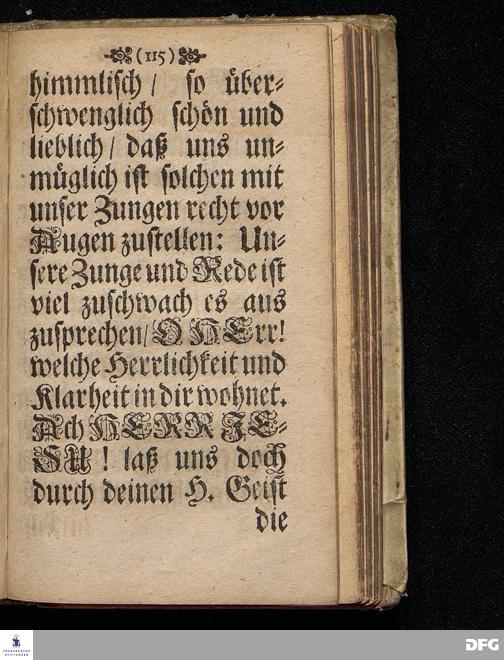 (115)
himmlisch / so über-
schwenglich schön und
lieblich / daß uns un-
müglich ist solchen mit
unser Zungen recht vor
Augen zustellen: Un-
sere Zunge und Rede ist
viel zuschwach es aus
zusprechen / O HErr!
welche Herrlichkeit und
Klarheit in dir wohnet.
Ach HERR JE-
SU ! laß uns doch
durch deinen H. Geist
die
FRANCKESCHE
STIFTUNGEN
DFG